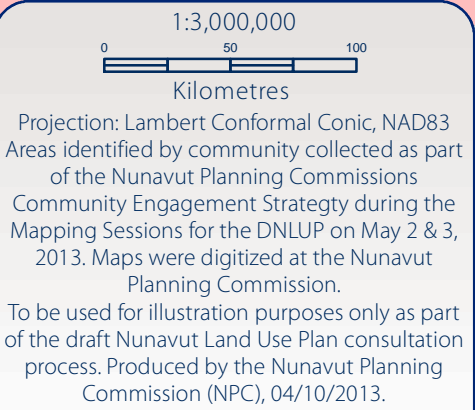 1:3,000,000
0 50 100
Kilometres
Projection: Lambert Conformal Conic, NAD83
Areas identified by community collected as part
of the Nunavut Planning Commissions
Community Engagement Strategty during the
Mapping Sessions for the DNLUP on May 2 & 3,
2013. Maps were digitized at the Nunavut
Planning Commission.
To be used for illustration purposes only as part
of the draft Nunavut Land Use Plan consultation
process. Produced by the Nunavut Planning
Commission (NPC), 04/10/2013.